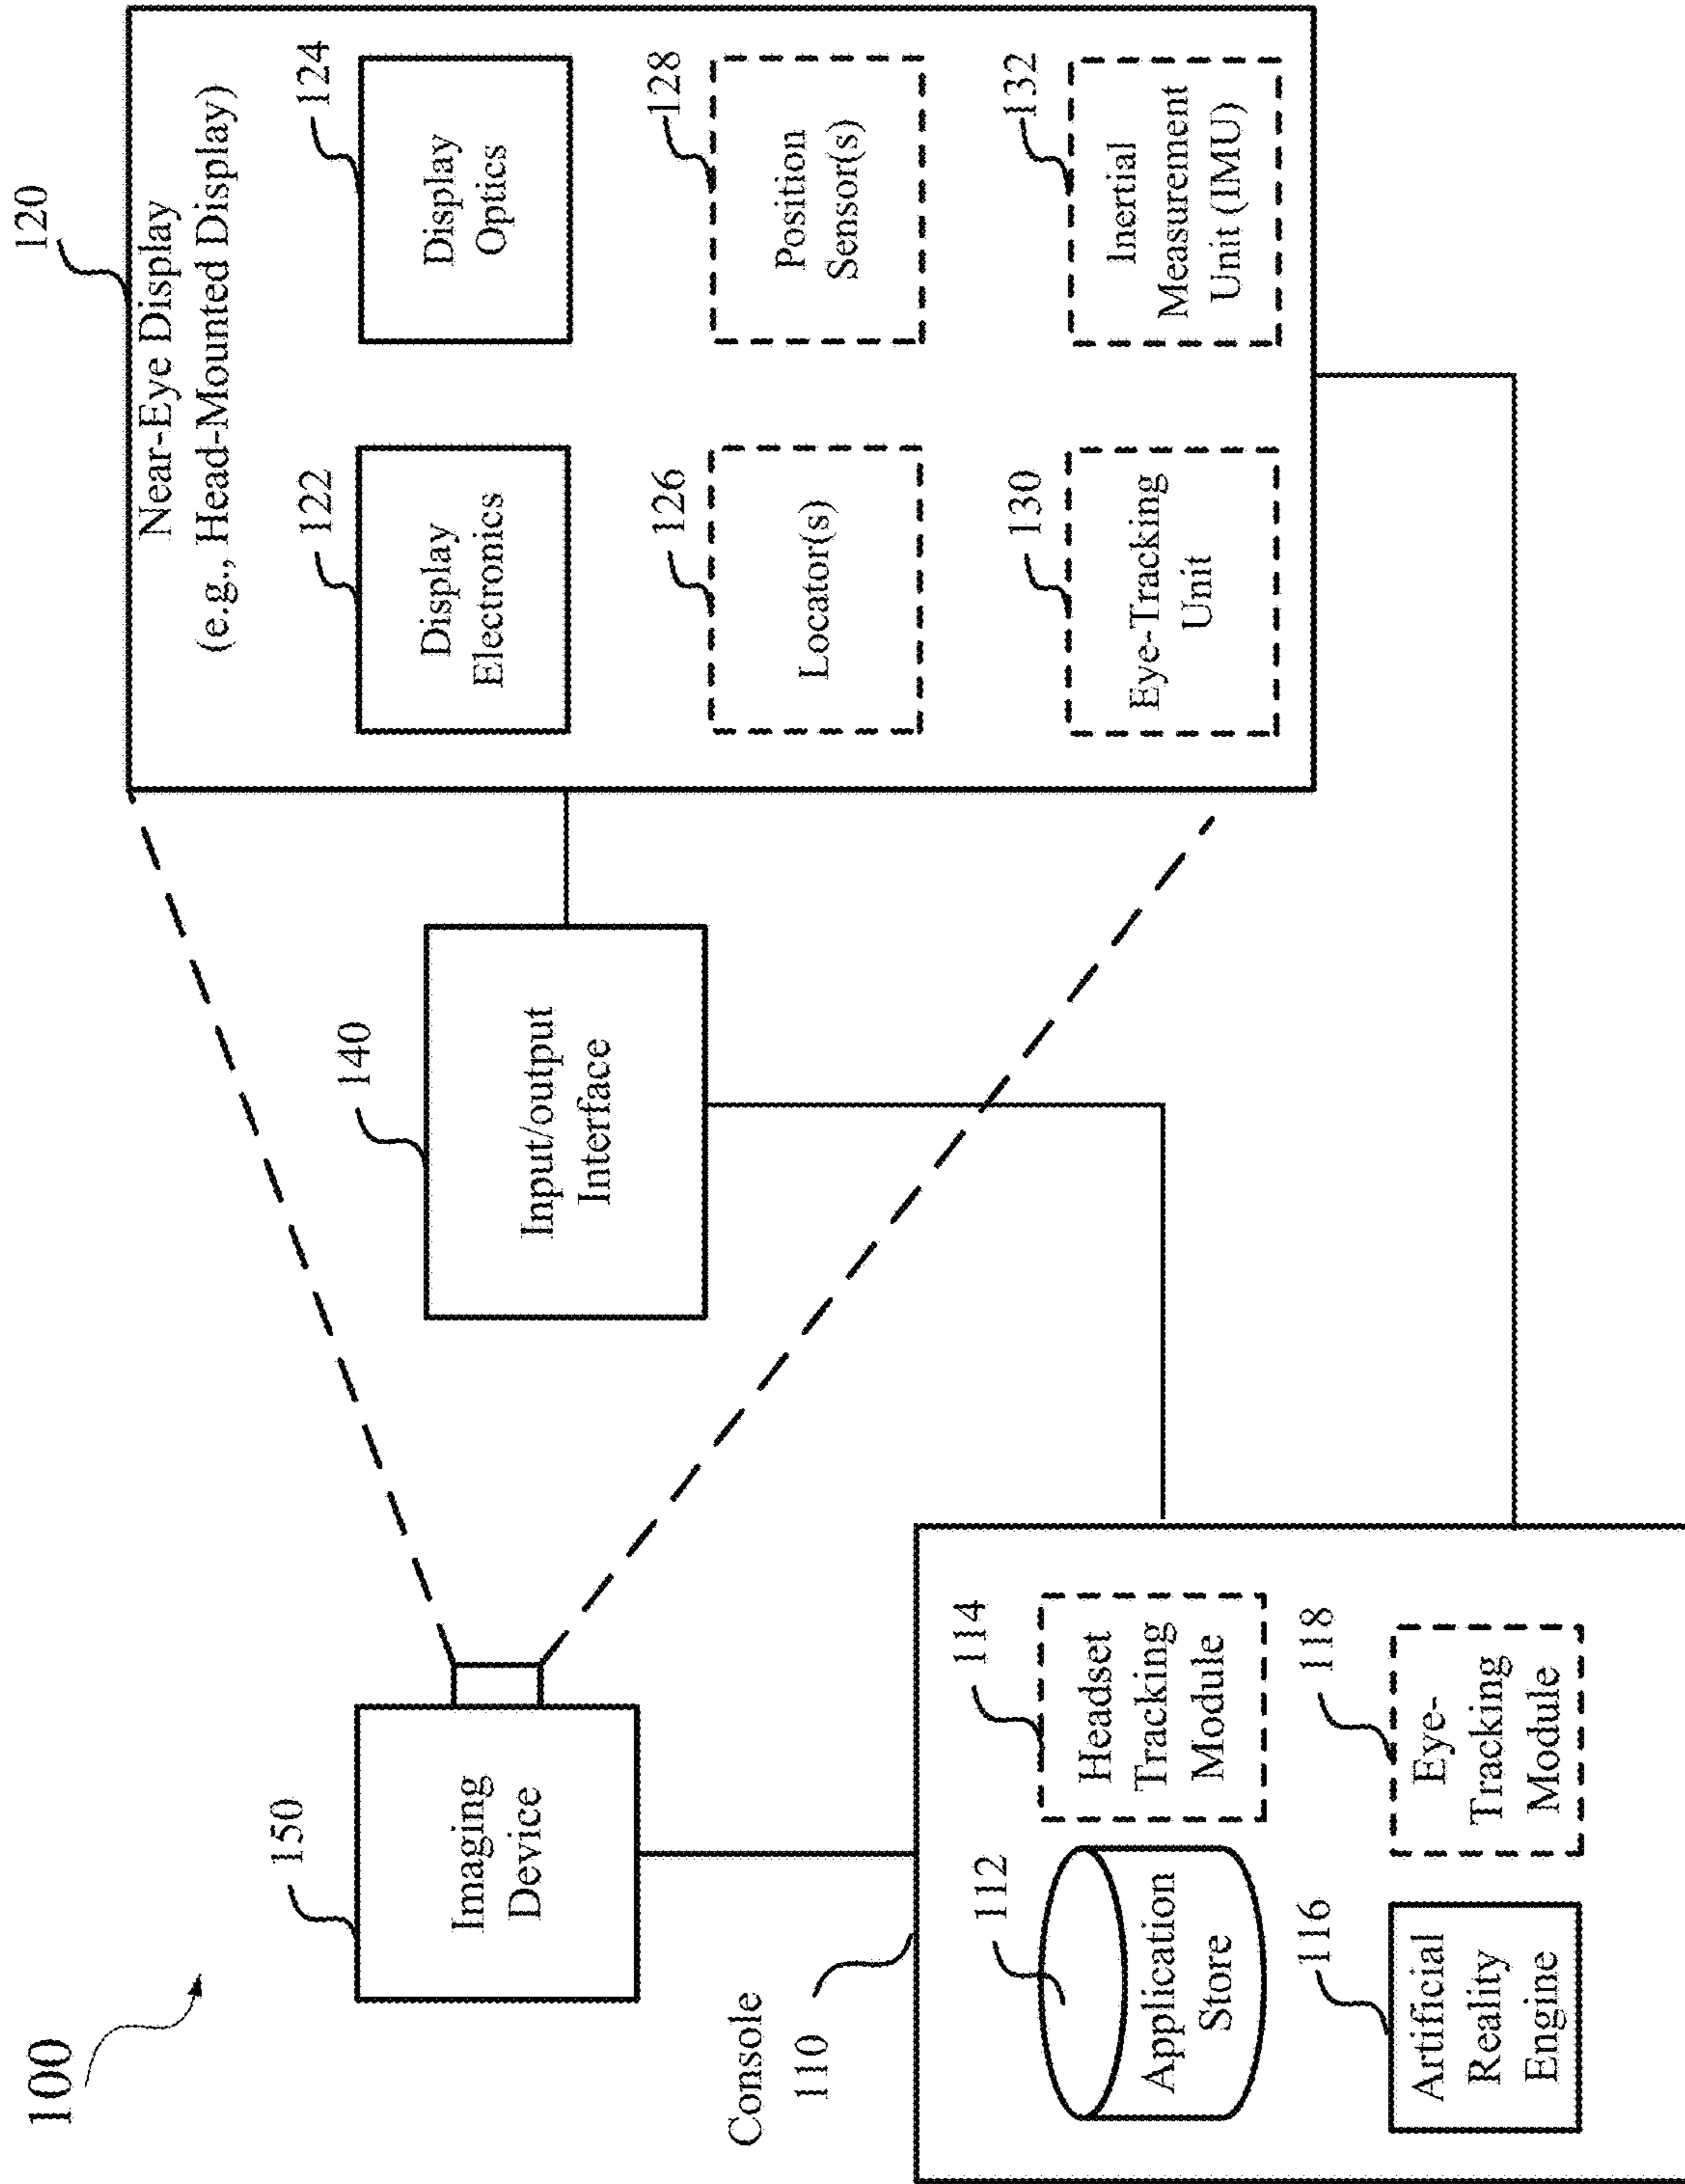 100
150
Imaging
Device
140
Input/output
Interface
120
Near-Eye Display
(e.g., Head-Mounted Display)
122
Display
Electronics
124
Display
Optics
126
Locator(s)
128
Position
Sensor(s)
130
Eye-Tracking
Unit
132
Inertial
Measurement
Unit (IMU)
Console
110
112
Application
Store
114
Headset
Tracking
Module
116
Artificial
Reality
Engine
118
Eye-
Tracking
Module